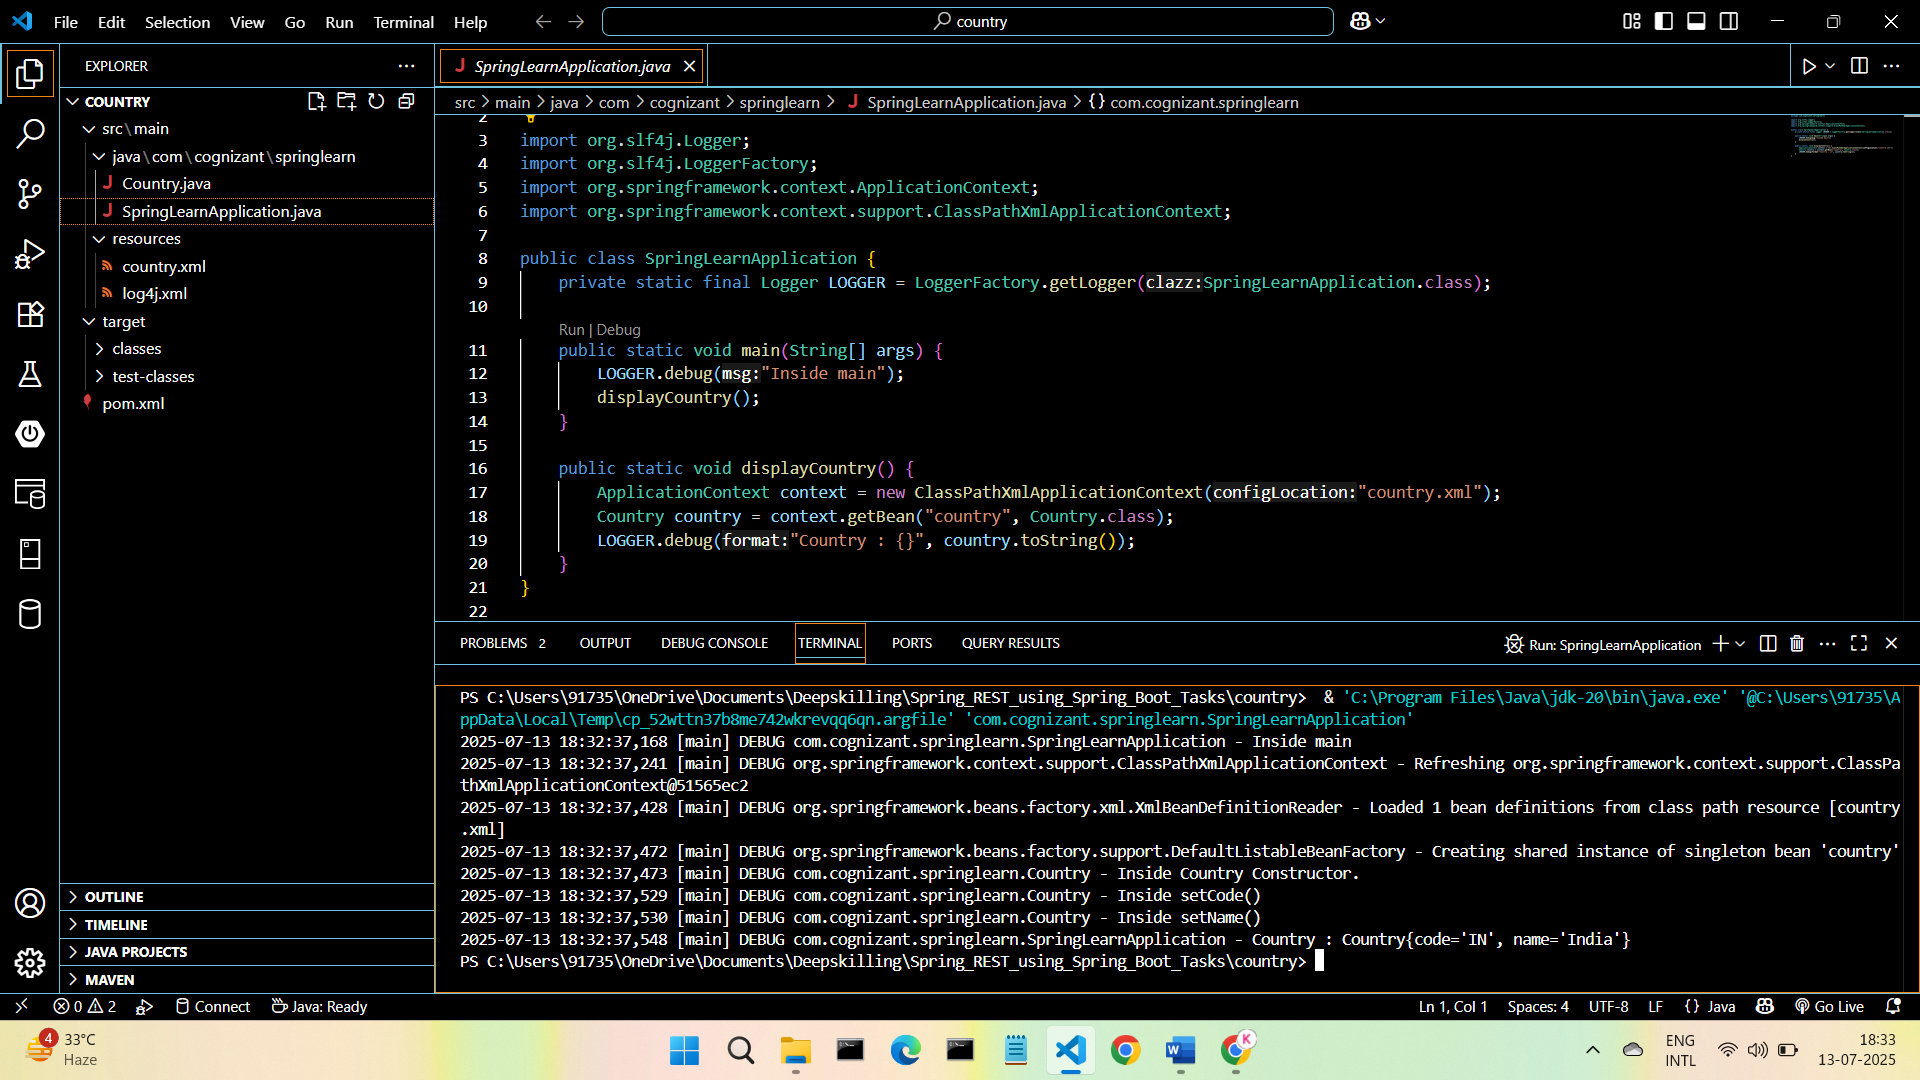 File Edit Selection View Go Run Terminal Help
country
EXPLORER
COUNTRY
src\main
java\com\cognizant\springlearn
Country.java
SpringLearnApplication.java
resources
country.xml
log4j.xml
target
classes
test-classes
pom.xml
OUTLINE
TIMELINE
JAVA PROJECTS
MAVEN
SpringLearnApplication.java
src > main > java > com > cognizant > springlearn > SpringLearnApplication.java > {} com.cognizant.springlearn
2
3 import org.slf4j.Logger;
4 import org.slf4j.LoggerFactory;
5 import org.springframework.context.ApplicationContext;
6 import org.springframework.context.support.ClassPathXmlApplicationContext;
7
8 public class SpringLearnApplication {
9 private static final Logger LOGGER = LoggerFactory.getLogger(clazz:SpringLearnApplication.class);
10
Run | Debug
11 public static void main(String[] args) {
12 LOGGER.debug(msg:"Inside main");
13 displayCountry();
14 }
15
16 public static void displayCountry() {
17 ApplicationContext context = new ClassPathXmlApplicationContext(configLocation:"country.xml");
18 Country country = context.getBean("country", Country.class);
19 LOGGER.debug(format:"Country : {}", country.toString());
20 }
21 }
22
PROBLEMS 2 OUTPUT DEBUG CONSOLE TERMINAL PORTS QUERY RESULTS
Run: SpringLearnApplication
PS C:\Users\91735\OneDrive\Documents\Deepskilling\Spring_REST_using_Spring_Boot_Tasks\country> & 'C:\Program Files\Java\jdk-20\bin\java.exe' '@C:\Users\91735\A
ppData\Local\Temp\cp_52wttn37b8me742wkrevqq6qn.argfile' 'com.cognizant.springlearn.SpringLearnApplication'
2025-07-13 18:32:37,168 [main] DEBUG com.cognizant.springlearn.SpringLearnApplication - Inside main
2025-07-13 18:32:37,241 [main] DEBUG org.springframework.context.support.ClassPathXmlApplicationContext - Refreshing org.springframework.context.support.ClassPa
thXmlApplicationContext@51565ec2
2025-07-13 18:32:37,428 [main] DEBUG org.springframework.beans.factory.xml.XmlBeanDefinitionReader - Loaded 1 bean definitions from class path resource [country
.xml]
2025-07-13 18:32:37,472 [main] DEBUG org.springframework.beans.factory.support.DefaultListableBeanFactory - Creating shared instance of singleton bean 'country'
2025-07-13 18:32:37,473 [main] DEBUG com.cognizant.springlearn.Country - Inside Country Constructor.
2025-07-13 18:32:37,529 [main] DEBUG com.cognizant.springlearn.Country - Inside setCode()
2025-07-13 18:32:37,530 [main] DEBUG com.cognizant.springlearn.Country - Inside setName()
2025-07-13 18:32:37,548 [main] DEBUG com.cognizant.springlearn.SpringLearnApplication - Country : Country{code='IN', name='India'}
PS C:\Users\91735\OneDrive\Documents\Deepskilling\Spring_REST_using_Spring_Boot_Tasks\country>
0 2 Connect Java: Ready
Ln 1, Col 1 Spaces: 4 UTF-8 LF {} Java Go Live
4 33°C
Haze
K
ENG
INTL
18:33
13-07-2025